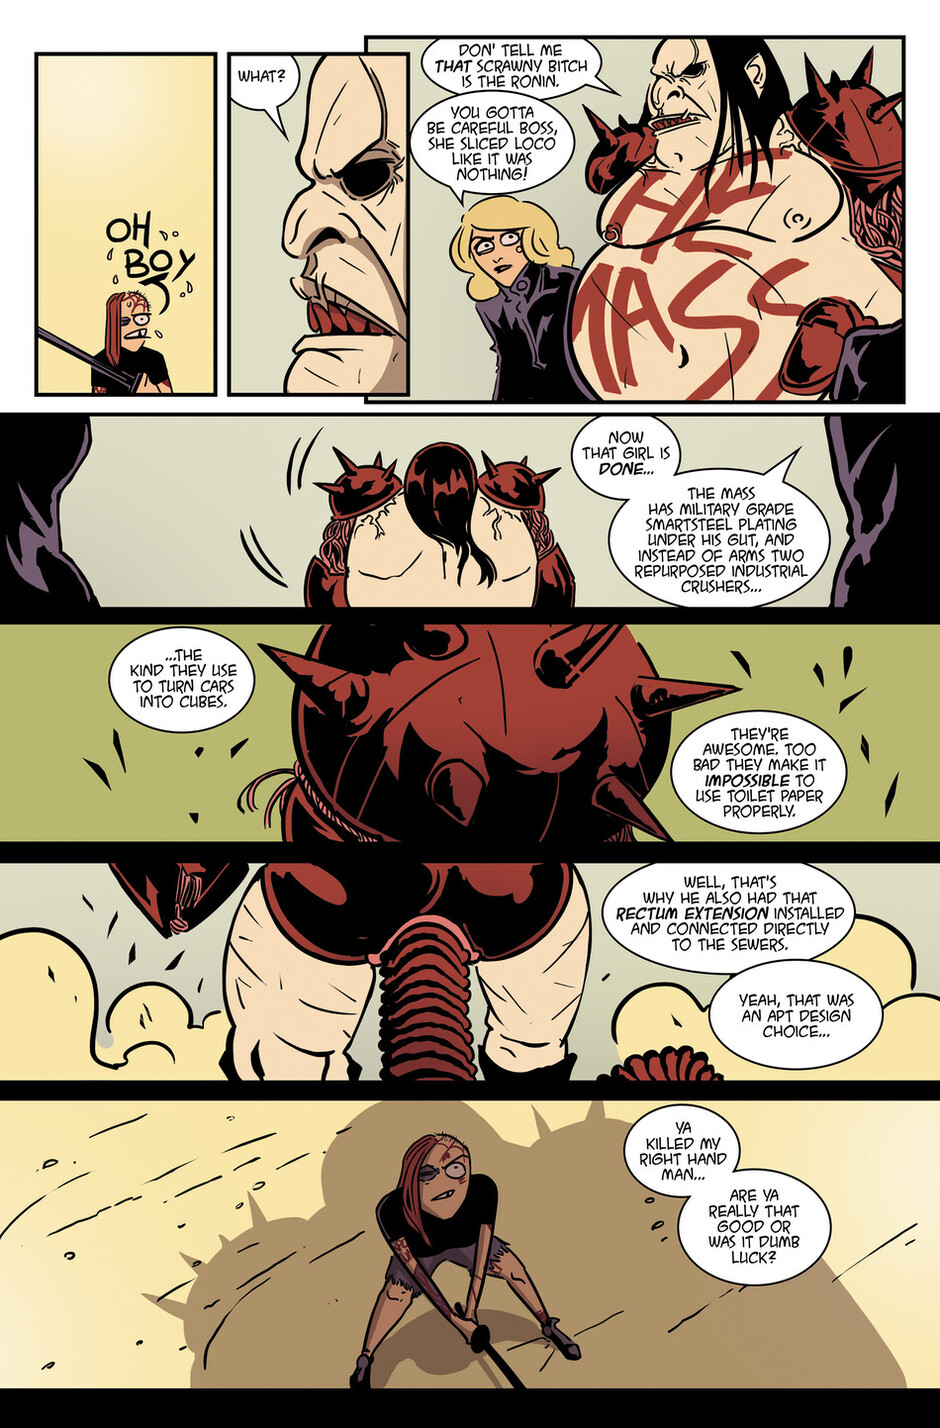 OH
BOY
WHAT?
DON' TELL ME
THAT SCRAWNY BITCH
IS THE RONIN.
YOU GOTTA
BE CAREFUL BOSS,
SHE SLICED LOCO
LIKE IT WAS
NOTHING!
HE
MASS
NOW
THAT GIRL IS
DONE...
THE MASS
HAS MILITARY GRADE
SMARTSTEEL PLATING
UNDER HIS GUT, AND
INSTEAD OF ARMS TWO
REPURPOSED INDUSTRIAL
CRUSHERS...
...THE
KIND THEY USE
TO TURN CARS
INTO CUBES.
THEY'RE
AWESOME. TOO
BAD THEY MAKE IT
IMPOSSIBLE TO
USE TOILET PAPER
PROPERLY.
WELL, THAT'S
WHY HE ALSO HAD THAT
RECTUM EXTENSION INSTALLED
AND CONNECTED DIRECTLY
TO THE SEWERS.
YEAH, THAT WAS
AN APT DESIGN
CHOICE...
YA
KILLED MY
RIGHT HAND
MAN...
ARE YA
REALLY THAT
GOOD OR
WAS IT DUMB
LUCK?